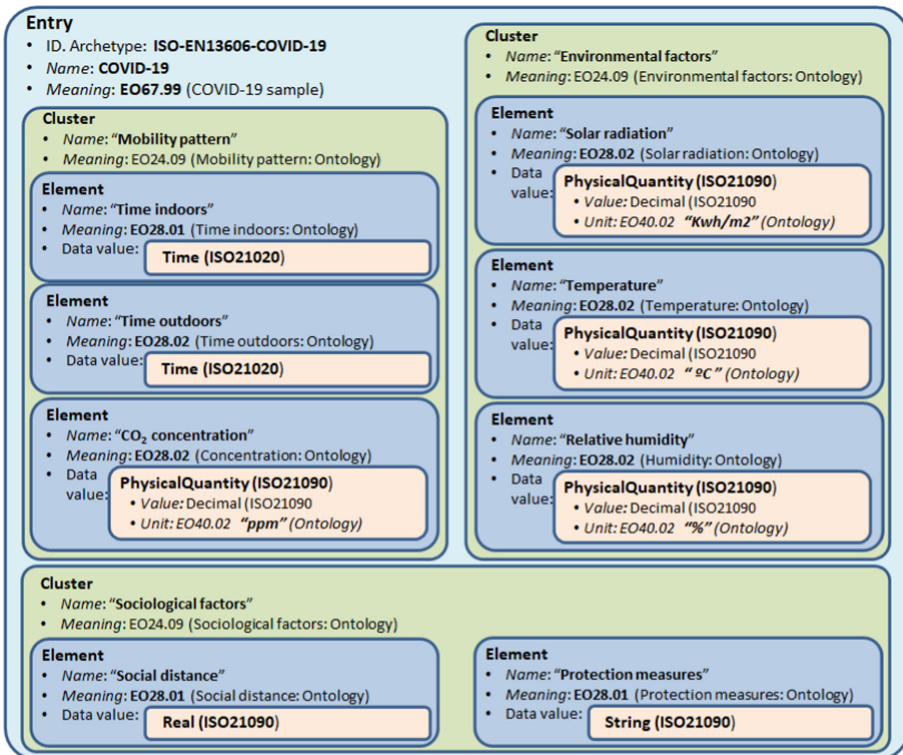 Entry
• ID. Archetype: ISO-EN13606-COVID-19
• Name: COVID-19
• Meaning: EO67.99 (COVID-19 sample)
Cluster
• Name: “Mobility pattern”
• Meaning: EO24.09 (Mobility pattern: Ontology)
Element
• Name: “Time indoors”
• Meaning: EO28.01 (Time indoors: Ontology)
• Data value:
Time (ISO21020)
Element
• Name: “Time outdoors”
• Meaning: EO28.02 (Time outdoors: Ontology)
• Data value:
Time (ISO21020)
Element
• Name: “CO₂ concentration”
• Meaning: EO28.02 (Concentration: Ontology)
• Data
value:
PhysicalQuantity (ISO21090)
• Value: Decimal (ISO21090
• Unit: EO40.02 “ppm” (Ontology)
Cluster
• Name: “Environmental factors”
• Meaning: EO24.09 (Environmental factors: Ontology)
Element
• Name: “Solar radiation”
• Meaning: EO28.02 (Solar radiation: Ontology)
• Data
value:
PhysicalQuantity (ISO21090)
• Value: Decimal (ISO21090
• Unit: EO40.02 “Kwh/m2” (Ontology)
Element
• Name: “Temperature”
• Meaning: EO28.02 (Temperature: Ontology)
• Data
value:
PhysicalQuantity (ISO21090)
• Value: Decimal (ISO21090
• Unit: EO40.02 “ ºC” (Ontology)
Element
• Name: “Relative humidity”
• Meaning: EO28.02 (Humidity: Ontology)
• Data
value:
PhysicalQuantity (ISO21090)
• Value: Decimal (ISO21090
• Unit: EO40.02 “%” (Ontology)
Cluster
• Name: “Sociological factors”
• Meaning: EO24.09 (Sociological factors: Ontology)
Element
• Name: “Social distance”
• Meaning: EO28.01 (Social distance: Ontology)
• Data value:
Real (ISO21090)
Element
• Name: “Protection measures”
• Meaning: EO28.01 (Protection measures: Ontology)
• Data value:
String (ISO21090)